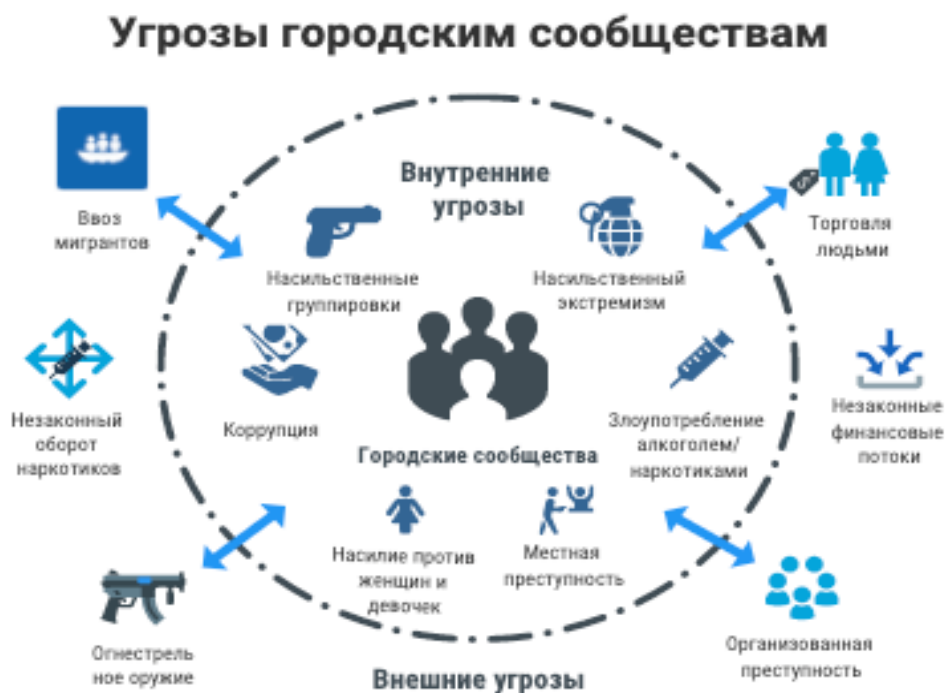 Угрозы городским сообществам
Внутренние
угрозы
Ввоз
мигрантов
Торговля
людьми
Насильственные
группировки
Насильственный
экстремизм
Незаконный
оборот
наркотиков
Коррупция
Городские сообщества
Злоупотребление
алкоголем/
наркотиками
Незаконные
финансовые
потоки
Насилие против
женщин и
девочек
Местная
преступность
Огнестрель
ное оружие
Внешние угрозы
Организованная
преступность